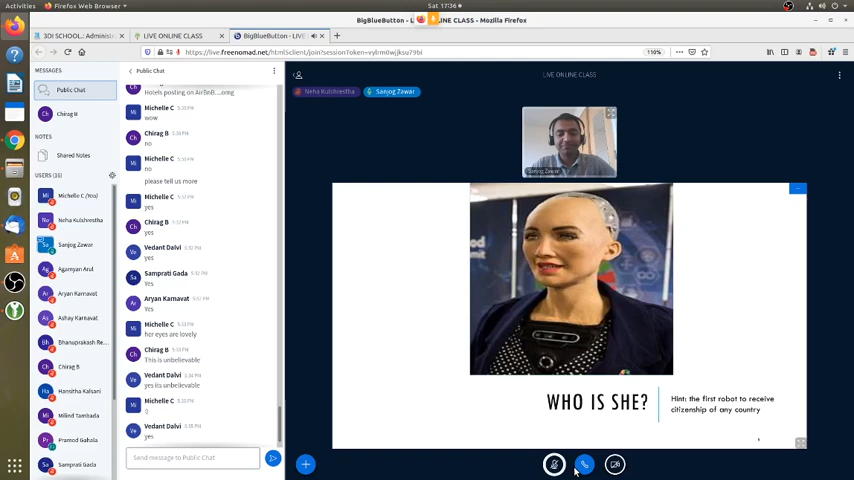 Activities
Firefox Web Browser
Sat 17:36
BigBlueButton - L
ONLINE CLASS) - Mozilla Firefox
3DI SCHOOL: Administ
LIVE ONLINE CLASS
BigBlueButton - LIVE
https://live.freenomad.net/html5client/join?sessionToken=
110%
MESSAGES
Public Chat
Chirag B
NOTES
Shared Notes
USERS
Michelle C (You)
Neha Kulshrestha
Sanjog Zawar
Agamyan Arul
Aryan Karnavat
Ashay Karnavat
Bhanuprakash Re...
Chirag B
Hansitha Kalsani
Milind Tambada
Pramod Gahala
Samprati Gada
Public Chat
Hotels posting on AirBnB....omg
Michelle C
wow
Chirag B
no
Michelle C
no
please tell us more
Michelle C
yes
Chirag B
yes
Vedant Dalvi
yes
Samprati Gada
Yes
Aryan Karnavat
Yes
Michelle C
her eyes are lovely
Chirag B
This is unbelievable
Vedant Dalvi
yes its unbelievable
Michelle C
:)
Vedant Dalvi
yes
Send message to Public Chat
LIVE ONLINE CLASS
Neha Kulshrestha
Sanjog Zawar
Sanjog Zawar
WHO IS SHE?
Hint: the first robot to receive
citizenship of any country